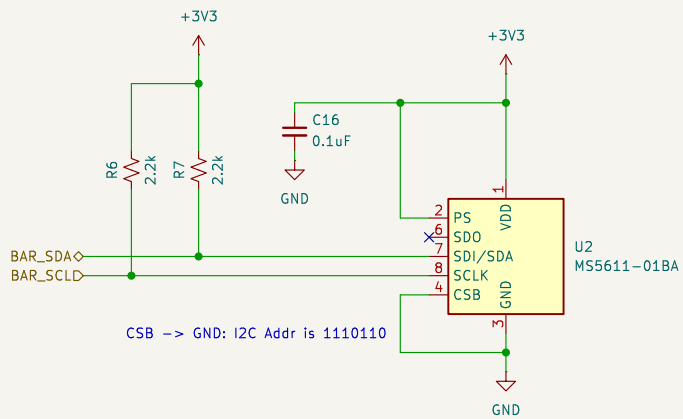 +3V3
+3V3
C16
0.1uF
R6
2.2k
R7
2.2k
GND
1
VDD
2
PS
6
SDO
7
SDI/SDA
8
SCLK
4
CSB
GND
3
U2
MS5611-01BA
BAR_SDA
BAR_SCL
CSB -> GND: I2C Addr is 1110110
GND